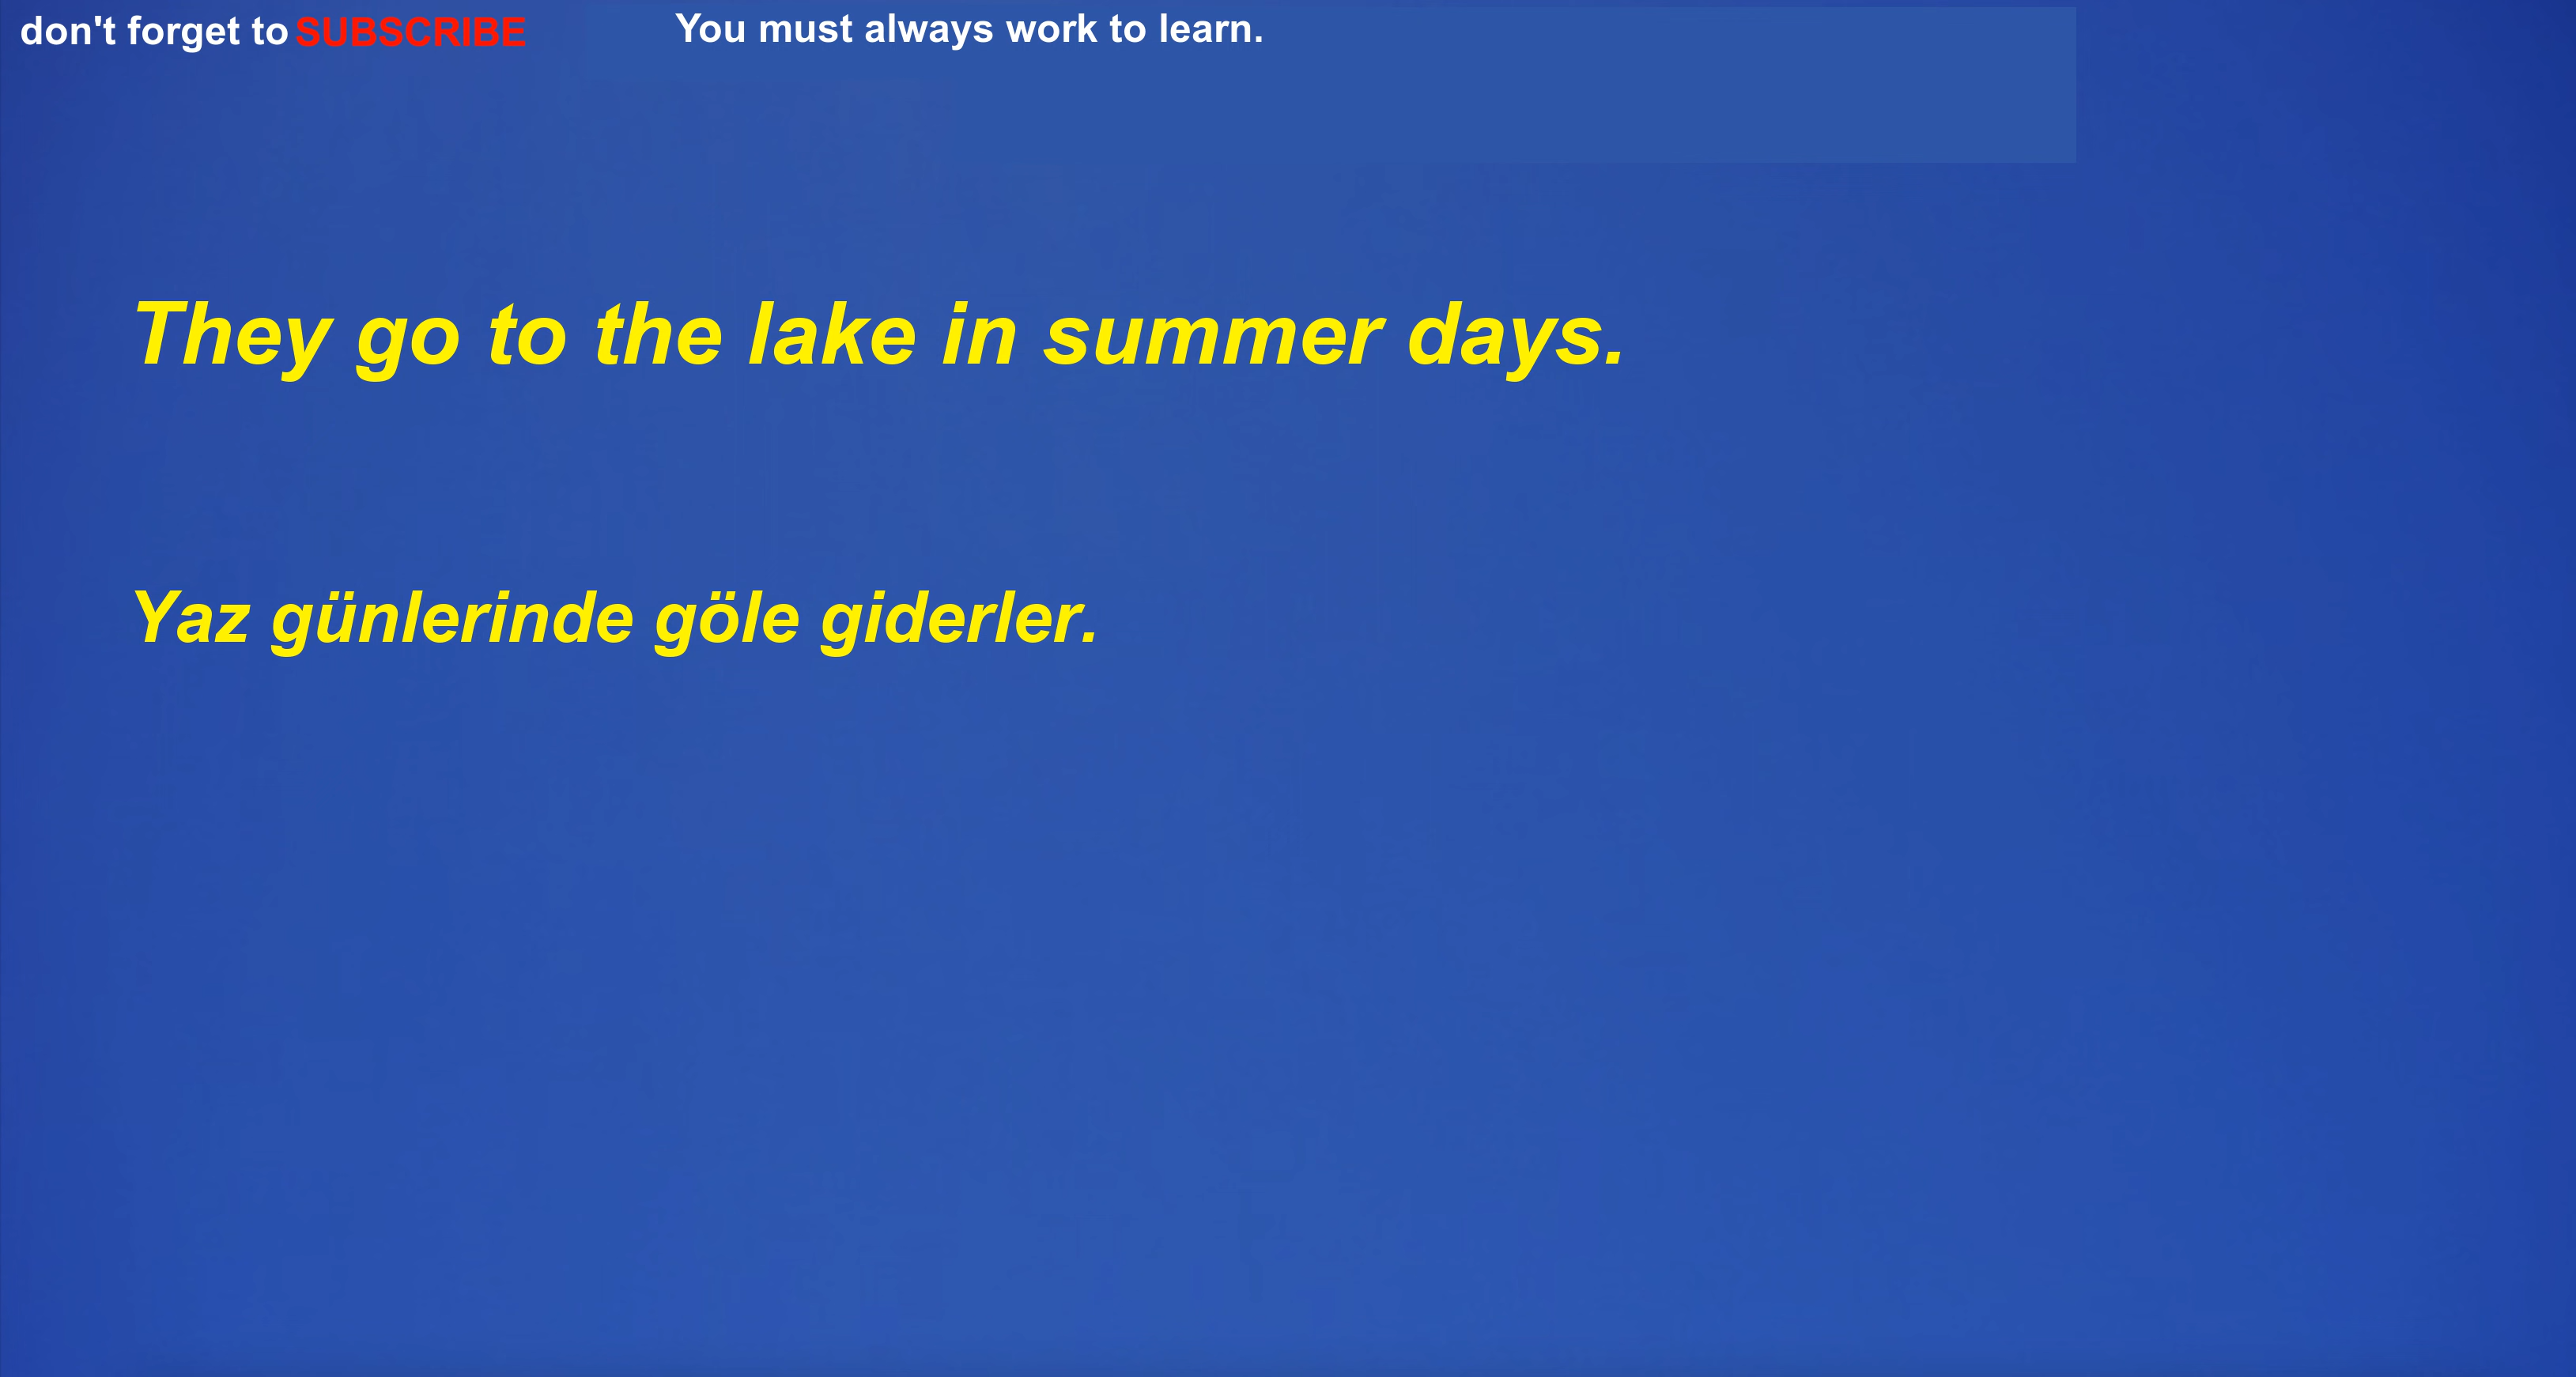 don't forget to SUBSCRIBE
You must always work to learn.
They go to the lake in summer days.
Yaz günlerinde göle giderler.